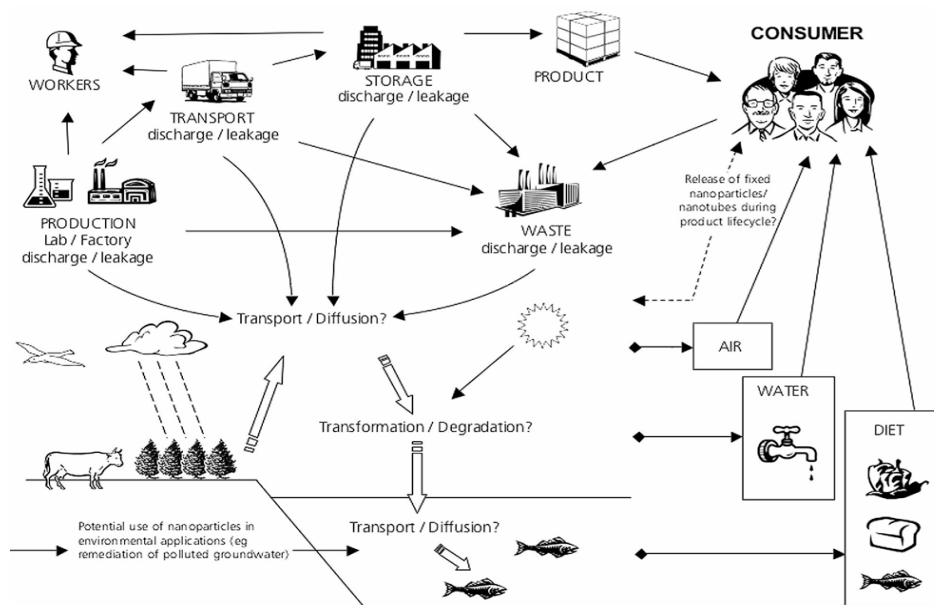 CONSUMER
WORKERS
TRANSPORT
discharge / leakage
STORAGE
discharge / leakage
PRODUCT
PRODUCTION
Lab / Factory
discharge / leakage
WASTE
discharge / leakage
Release of fixed
nanoparticles/
nanotubes during
product lifecycle?
Transport / Diffusion?
AIR
WATER
Transformation / Degradation?
DIET
Potential use of nanoparticles in
environmental applications (eg
remediation of polluted groundwater)
Transport / Diffusion?